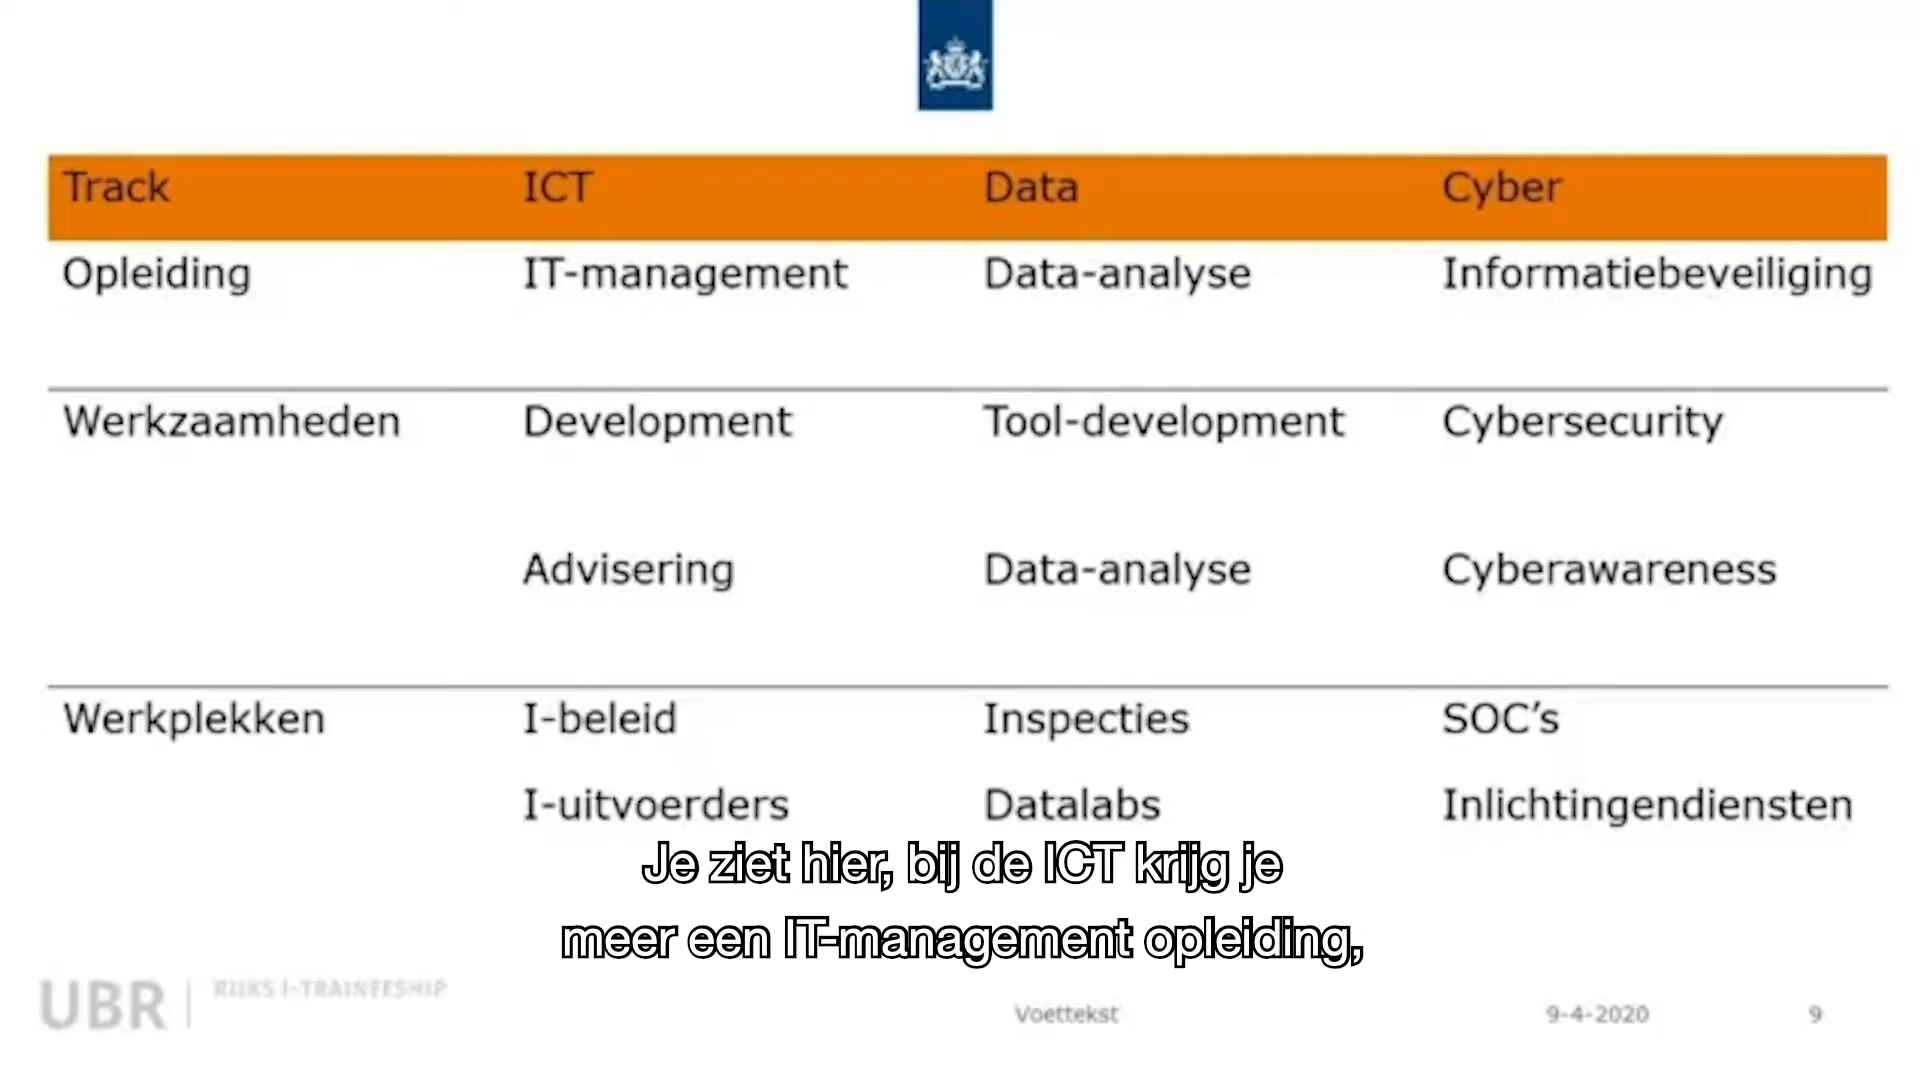 Track ICT Data Cyber
Opleiding IT-management Data-analyse Informatiebeveiliging
Werkzaamheden Development Tool-development Cybersecurity
Advisering Data-analyse Cyberawareness
Werkplekken I-beleid Inspecties SOC's
I-uitvoerders Datalabs Inlichtingendiensten
Je ziet hier, bij de ICT krijg je
meer een IT-management opleiding,
UBR RIJKS I-TRAINEESHIP
Voettekst 9-4-2020 9